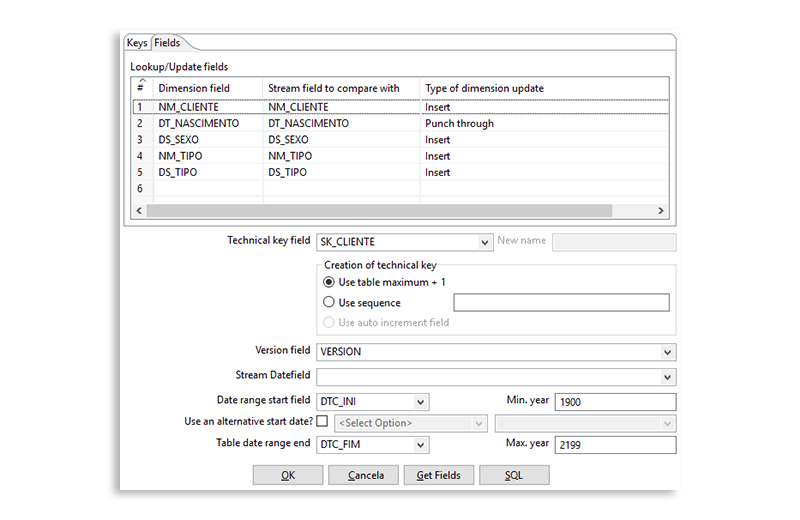 Keys Fields
Lookup/Update fields
# Dimension field Stream field to compare with Type of dimension update
1 NM_CLIENTE NM_CLIENTE Insert
2 DT_NASCIMENTO DT_NASCIMENTO Punch through
3 DS_SEXO DS_SEXO Insert
4 NM_TIPO NM_TIPO Insert
5 DS_TIPO DS_TIPO Insert
6
Technical key field SK_CLIENTE New name
Creation of technical key
Use table maximum + 1
Use sequence
Use auto increment field
Version field VERSION
Stream Datefield
Date range start field DTC_INI Min. year 1900
Use an alternative start date? <Select Option>
Table date range end DTC_FIM Max. year 2199
OK Cancela Get Fields SQL